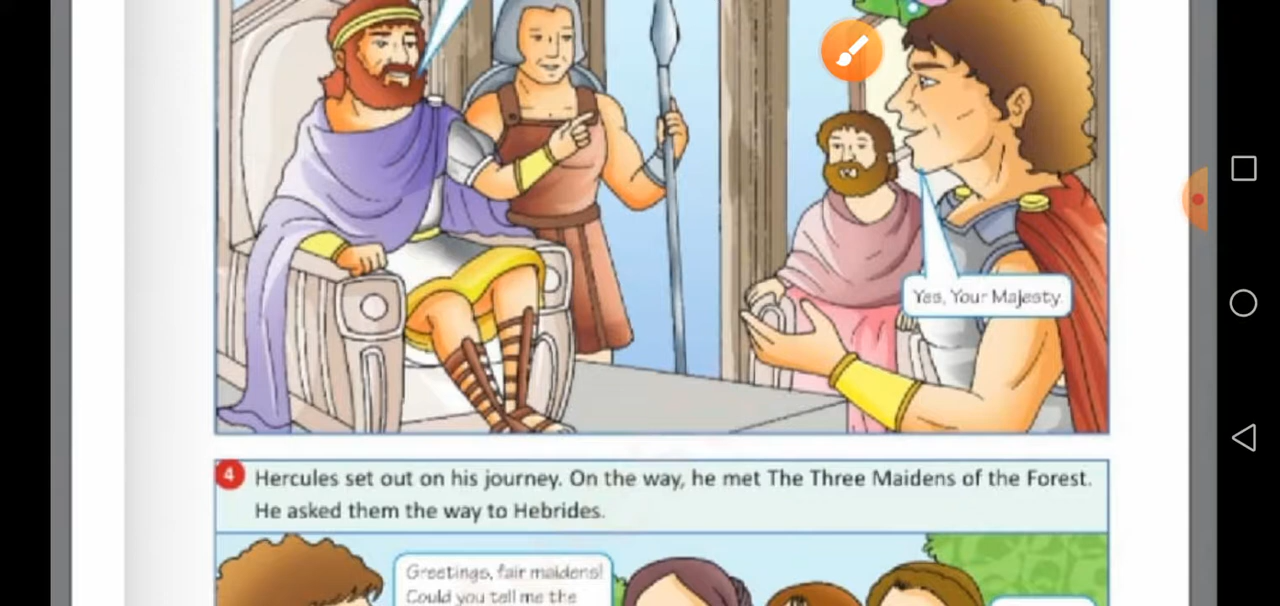 Yes, Your Majesty.
4
Hercules set out on his journey. On the way, he met The Three Maidens of the Forest.
He asked them the way to Hebrides.
Greetings, fair maidens!
Could you tell me the